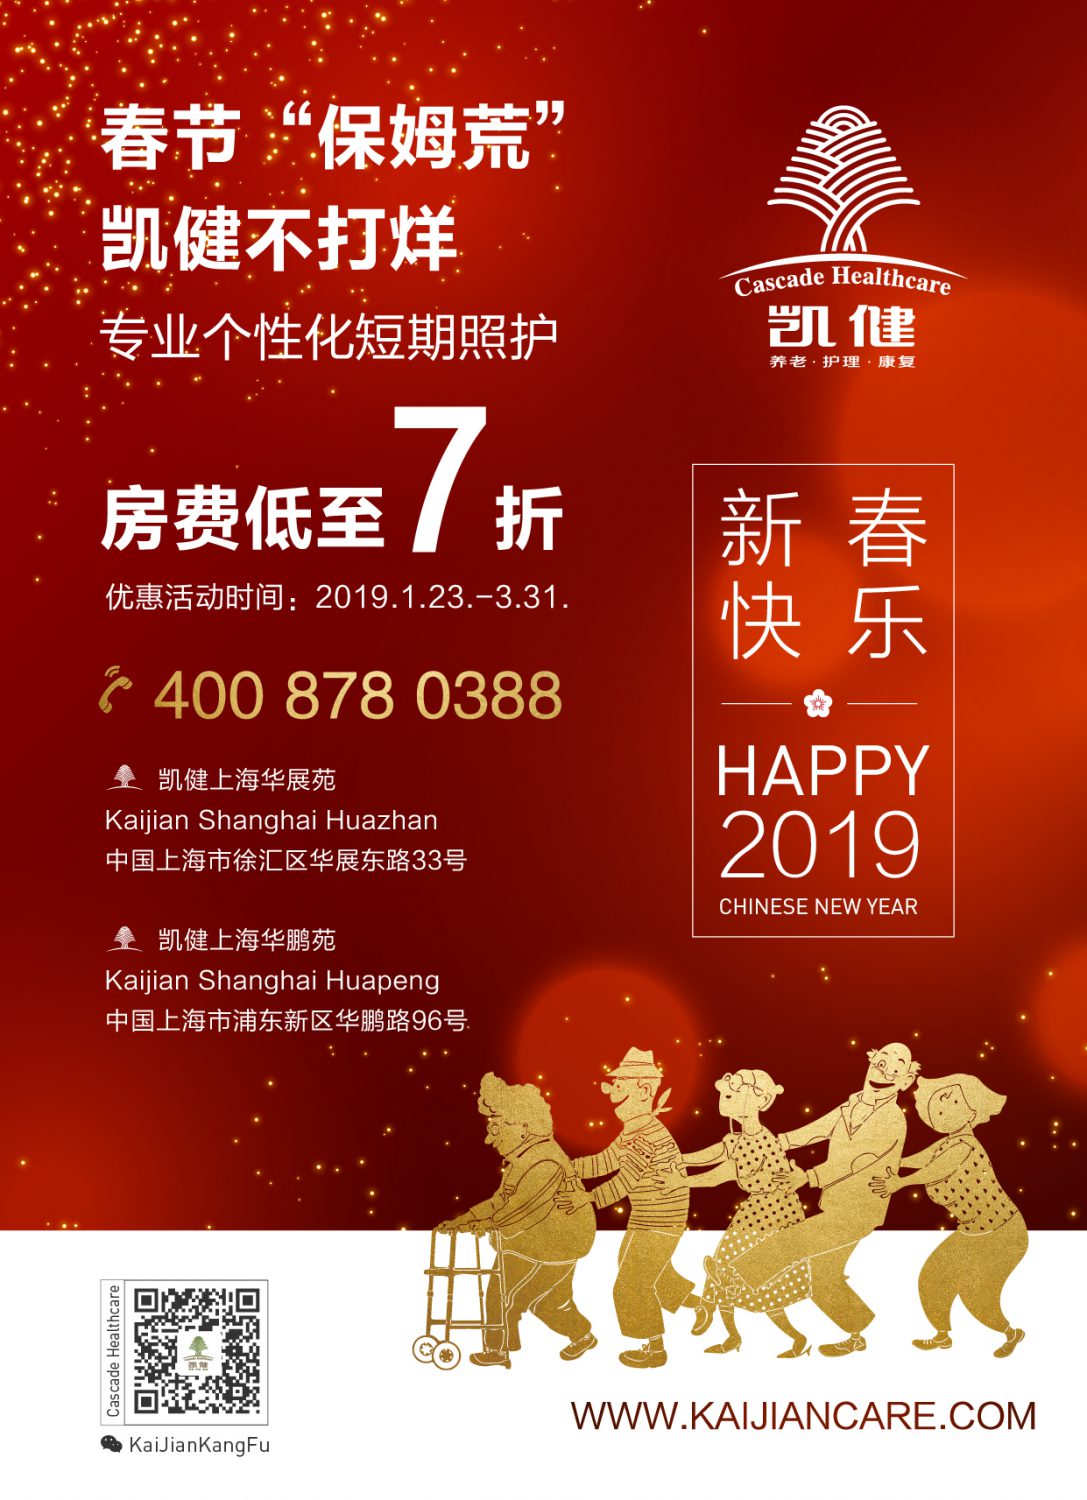 春节“保姆荒”
凯健不打烊
专业个性化短期照护
房费低至7折
优惠活动时间：2019.1.23.-3.31.
400 878 0388
凯健上海华展苑
Kaijian Shanghai Huazhan
中国上海市徐汇区华展东路33号
凯健上海华鹏苑
Kaijian Shanghai Huapeng
中国上海市浦东新区华鹏路96号
Cascade Healthcare
凯健
养老·护理·康复
新春
快乐
HAPPY
2019
CHINESE NEW YEAR
Cascade Healthcare
Cascade Healthcare
凯健
KaiJianKangFu
WWW.KAIJIANCARE.COM